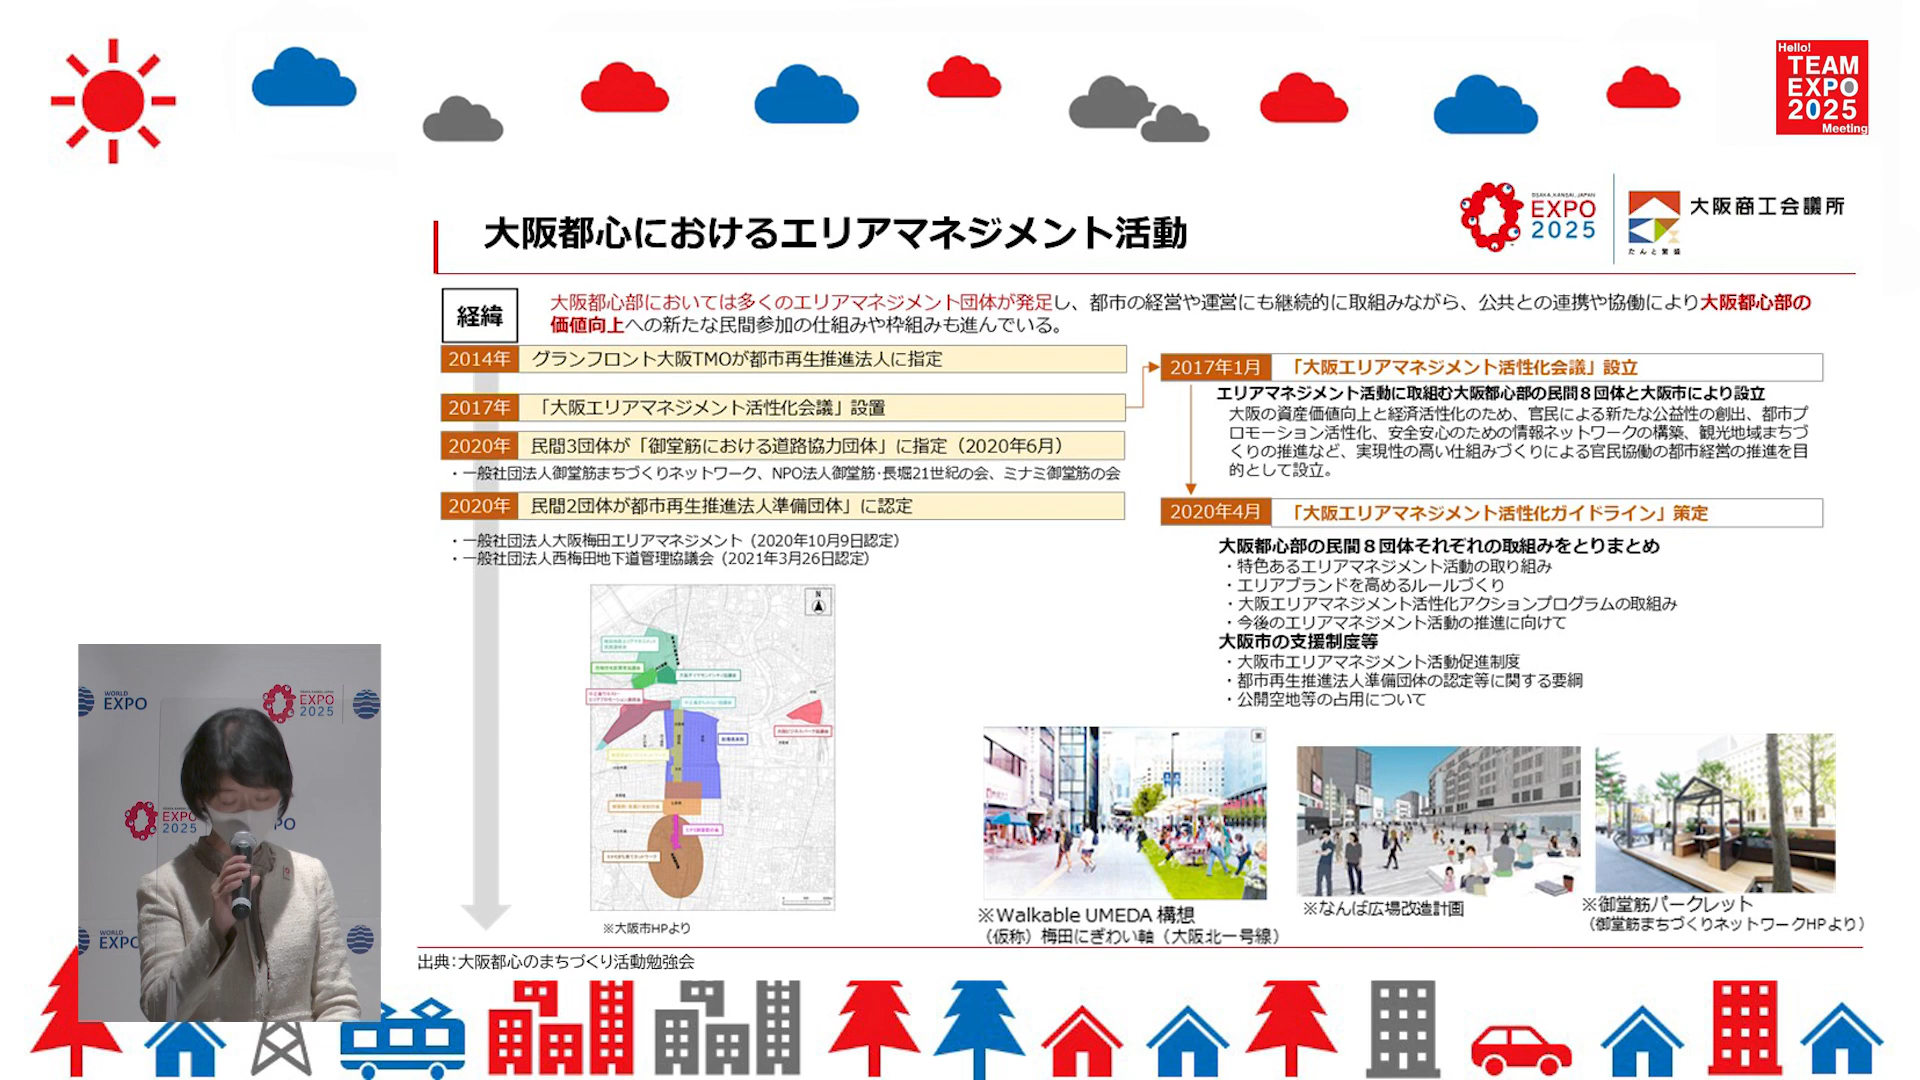 Hello!
TEAM
EXPO
2025
Meeting
大阪都心におけるエリアマネジメント活動
OSAKA, KANSAI, JAPAN
EXPO
2025
大阪商工会議所
たんと繁盛
経緯
大阪都心部においては多くのエリアマネジメント団体が発足し、都市の経営や運営にも継続的に取組みながら、公共との連携や協働により大阪都心部の
価値向上への新たな民間参加の仕組みや枠組みも進んでいる。
2014年 グランフロント大阪TMOが都市再生推進法人に指定
2017年 「大阪エリアマネジメント活性化会議」設置
2020年 民間3団体が「御堂筋における道路協力団体」に指定（2020年6月）
・一般社団法人御堂筋まちづくりネットワーク、NPO法人御堂筋・長堀21世紀の会、ミナミ御堂筋の会
2020年 民間2団体が都市再生推進法人準備団体」に認定
・一般社団法人大阪梅田エリアマネジメント（2020年10月9日認定）
・一般社団法人西梅田地下道管理協議会（2021年3月26日認定）
N
※大阪市HPより
2017年1月 「大阪エリアマネジメント活性化会議」設立
エリアマネジメント活動に取組む大阪都心部の民間８団体と大阪市により設立
大阪の資産価値向上と経済活性化のため、官民による新たな公益性の創出、都市プ
ロモーション活性化、安全安心のための情報ネットワークの構築、観光地域まちづ
くりの推進など、実現性の高い仕組みづくりによる官民協働の都市経営の推進を目
的として設立。
2020年4月 「大阪エリアマネジメント活性化ガイドライン」策定
大阪都心部の民間８団体それぞれの取組みをとりまとめ
・特色あるエリアマネジメント活動の取り組み
・エリアブランドを高めるルールづくり
・大阪エリアマネジメント活性化アクションプログラムの取組み
・今後のエリアマネジメント活動の推進に向けて
大阪市の支援制度等
・大阪市エリアマネジメント活動促進制度
・都市再生推進法人準備団体の認定等に関する要綱
・公開空地等の占用について
※Walkable UMEDA 構想
（仮称）梅田にぎわい軸（大阪北一号線）
※なんば広場改造計画
※御堂筋パークレット
（御堂筋まちづくりネットワークHPより）
出典：大阪都心のまちづくり活動勉強会
WORLD
EXPO
EXPO
2025
EXPO
2025
PO
WORLD
EXPO